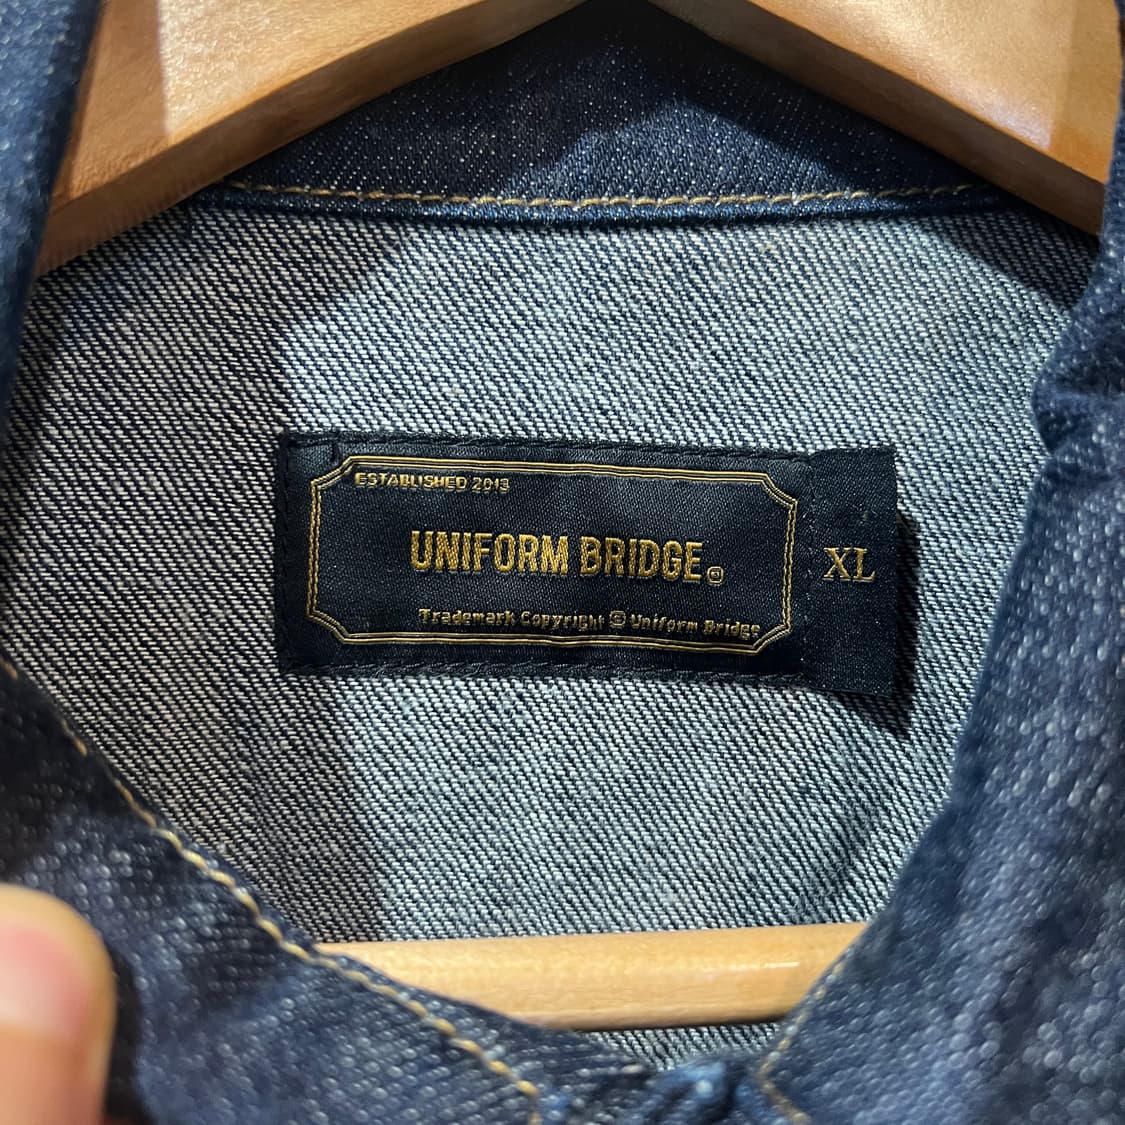 ESTABLISHED 2013
UNIFORM BRIDGE®
XL
Trademark Copyright © Uniform Bridge